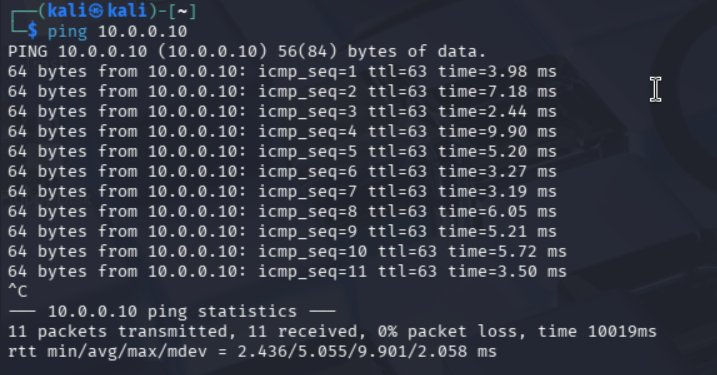 ┌──(kali㉿kali)-[~]
└─$ ping 10.0.0.10
PING 10.0.0.10 (10.0.0.10) 56(84) bytes of data.
64 bytes from 10.0.0.10: icmp_seq=1 ttl=63 time=3.98 ms
64 bytes from 10.0.0.10: icmp_seq=2 ttl=63 time=7.18 ms
64 bytes from 10.0.0.10: icmp_seq=3 ttl=63 time=2.44 ms
64 bytes from 10.0.0.10: icmp_seq=4 ttl=63 time=9.90 ms
64 bytes from 10.0.0.10: icmp_seq=5 ttl=63 time=5.20 ms
64 bytes from 10.0.0.10: icmp_seq=6 ttl=63 time=3.27 ms
64 bytes from 10.0.0.10: icmp_seq=7 ttl=63 time=3.19 ms
64 bytes from 10.0.0.10: icmp_seq=8 ttl=63 time=6.05 ms
64 bytes from 10.0.0.10: icmp_seq=9 ttl=63 time=5.21 ms
64 bytes from 10.0.0.10: icmp_seq=10 ttl=63 time=5.72 ms
64 bytes from 10.0.0.10: icmp_seq=11 ttl=63 time=3.50 ms
^C
--- 10.0.0.10 ping statistics ---
11 packets transmitted, 11 received, 0% packet loss, time 10019ms
rtt min/avg/max/mdev = 2.436/5.055/9.901/2.058 ms